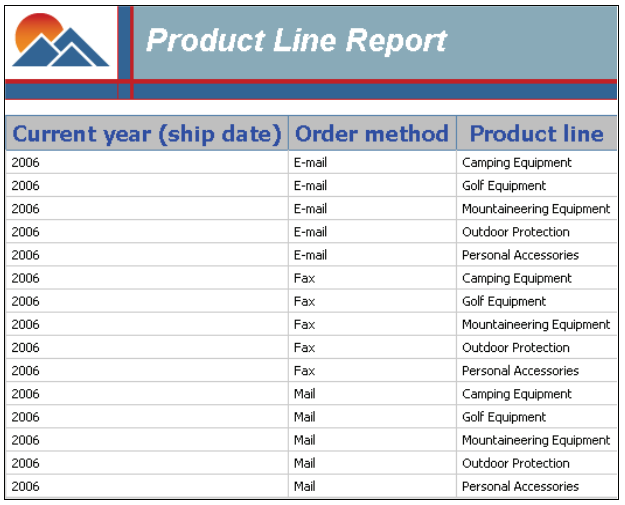 Product Line Report
Current year (ship date) Order method Product line
2006 E-mail Camping Equipment
2006 E-mail Golf Equipment
2006 E-mail Mountaineering Equipment
2006 E-mail Outdoor Protection
2006 E-mail Personal Accessories
2006 Fax Camping Equipment
2006 Fax Golf Equipment
2006 Fax Mountaineering Equipment
2006 Fax Outdoor Protection
2006 Fax Personal Accessories
2006 Mail Camping Equipment
2006 Mail Golf Equipment
2006 Mail Mountaineering Equipment
2006 Mail Outdoor Protection
2006 Mail Personal Accessories